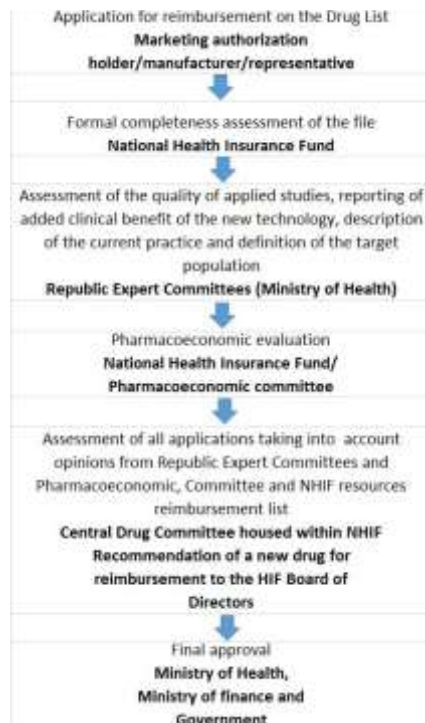 Application for reimbursement on the Drug List
Marketing authorization
holder/manufacturer/representative
Formal completeness assessment of the file
National Health Insurance Fund
Assessment of the quality of applied studies, reporting of
added clinical benefit of the new technology, description
of the current practice and definition of the target
population
Republic Expert Committees (Ministry of Health)
Pharmacoeconomic evaluation
National Health Insurance Fund/
Pharmacoeconomic committee
Assessment of all applications taking into account
opinions from Republic Expert Committees and
Pharmacoeconomic, Committee and NHIF resources
reimbursement list
Central Drug Committee housed within NHIF
Recommendation of a new drug for
reimbursement to the HIF Board of
Directors
Final approval
Ministry of Health,
Ministry of finance and
Government